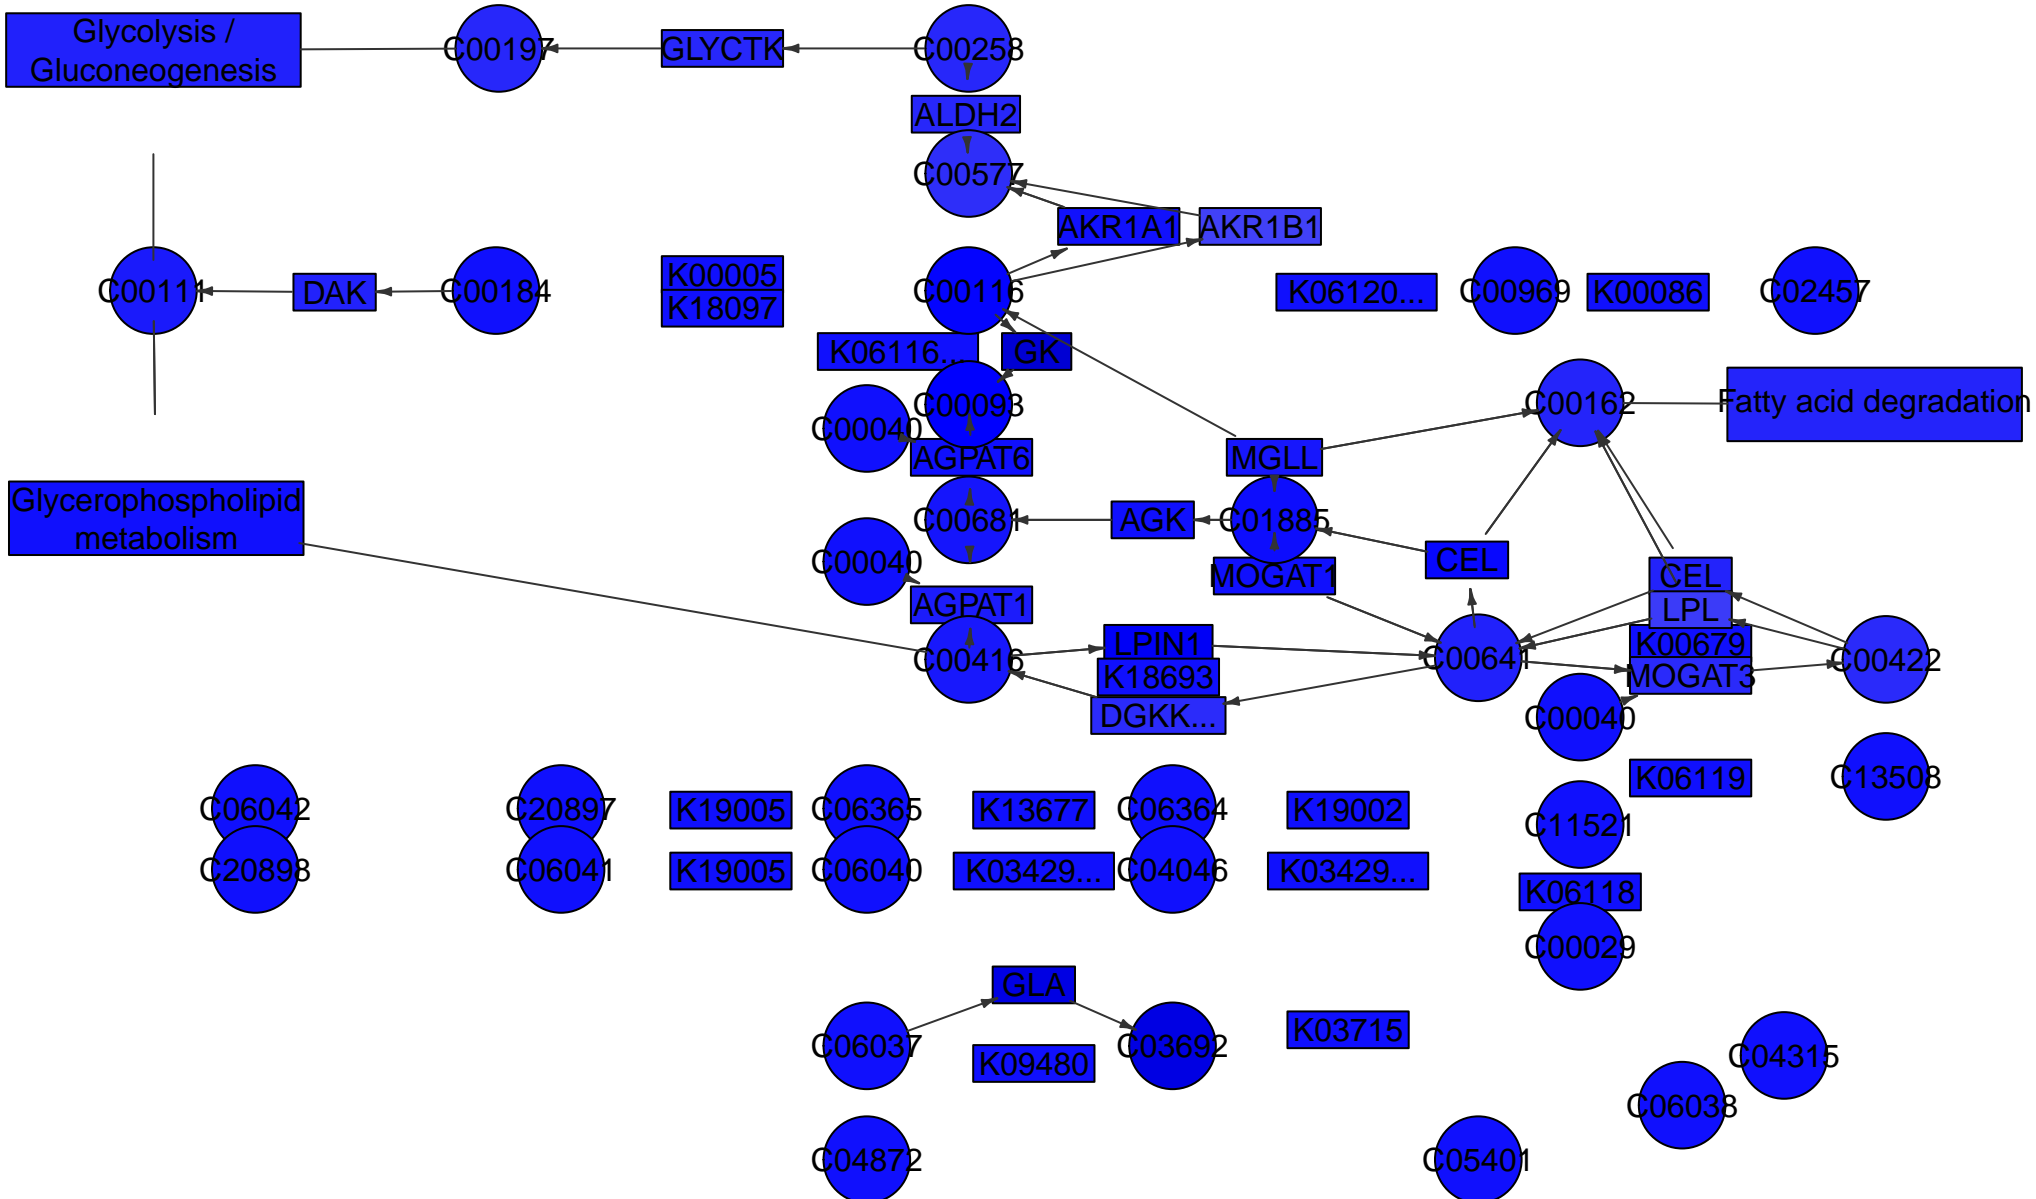 Glycolysis /
Gluconeogenesis
C00197
GLYCTK
C00258
ALDH2
C00577
AKR1A1
AKR1B1
C00111
DAK
C00184
K00005
K18097
C00116
K06120...
C00969
K00086
C02457
K06116...
GK
C00093
C00162
Fatty acid degradation
C00040
AGPAT6
MGLL
Glycerophospholipid
metabolism
C00681
AGK
C01885
C00040
MOGAT1
CEL
CEL
AGPAT1
LPL
C00416
LPIN1
K18693
DGKK...
C00641
K00679
MOGAT3
C00422
C00040
C06042
C20897
K19005
C06365
K13677
C06364
K19002
C11521
K06119
C13508
C20898
C06041
K19005
C06040
K03429...
C04046
K03429...
K06118
C00029
GLA
C06037
K09480
C03692
K03715
C04315
C06038
C04872
C05401